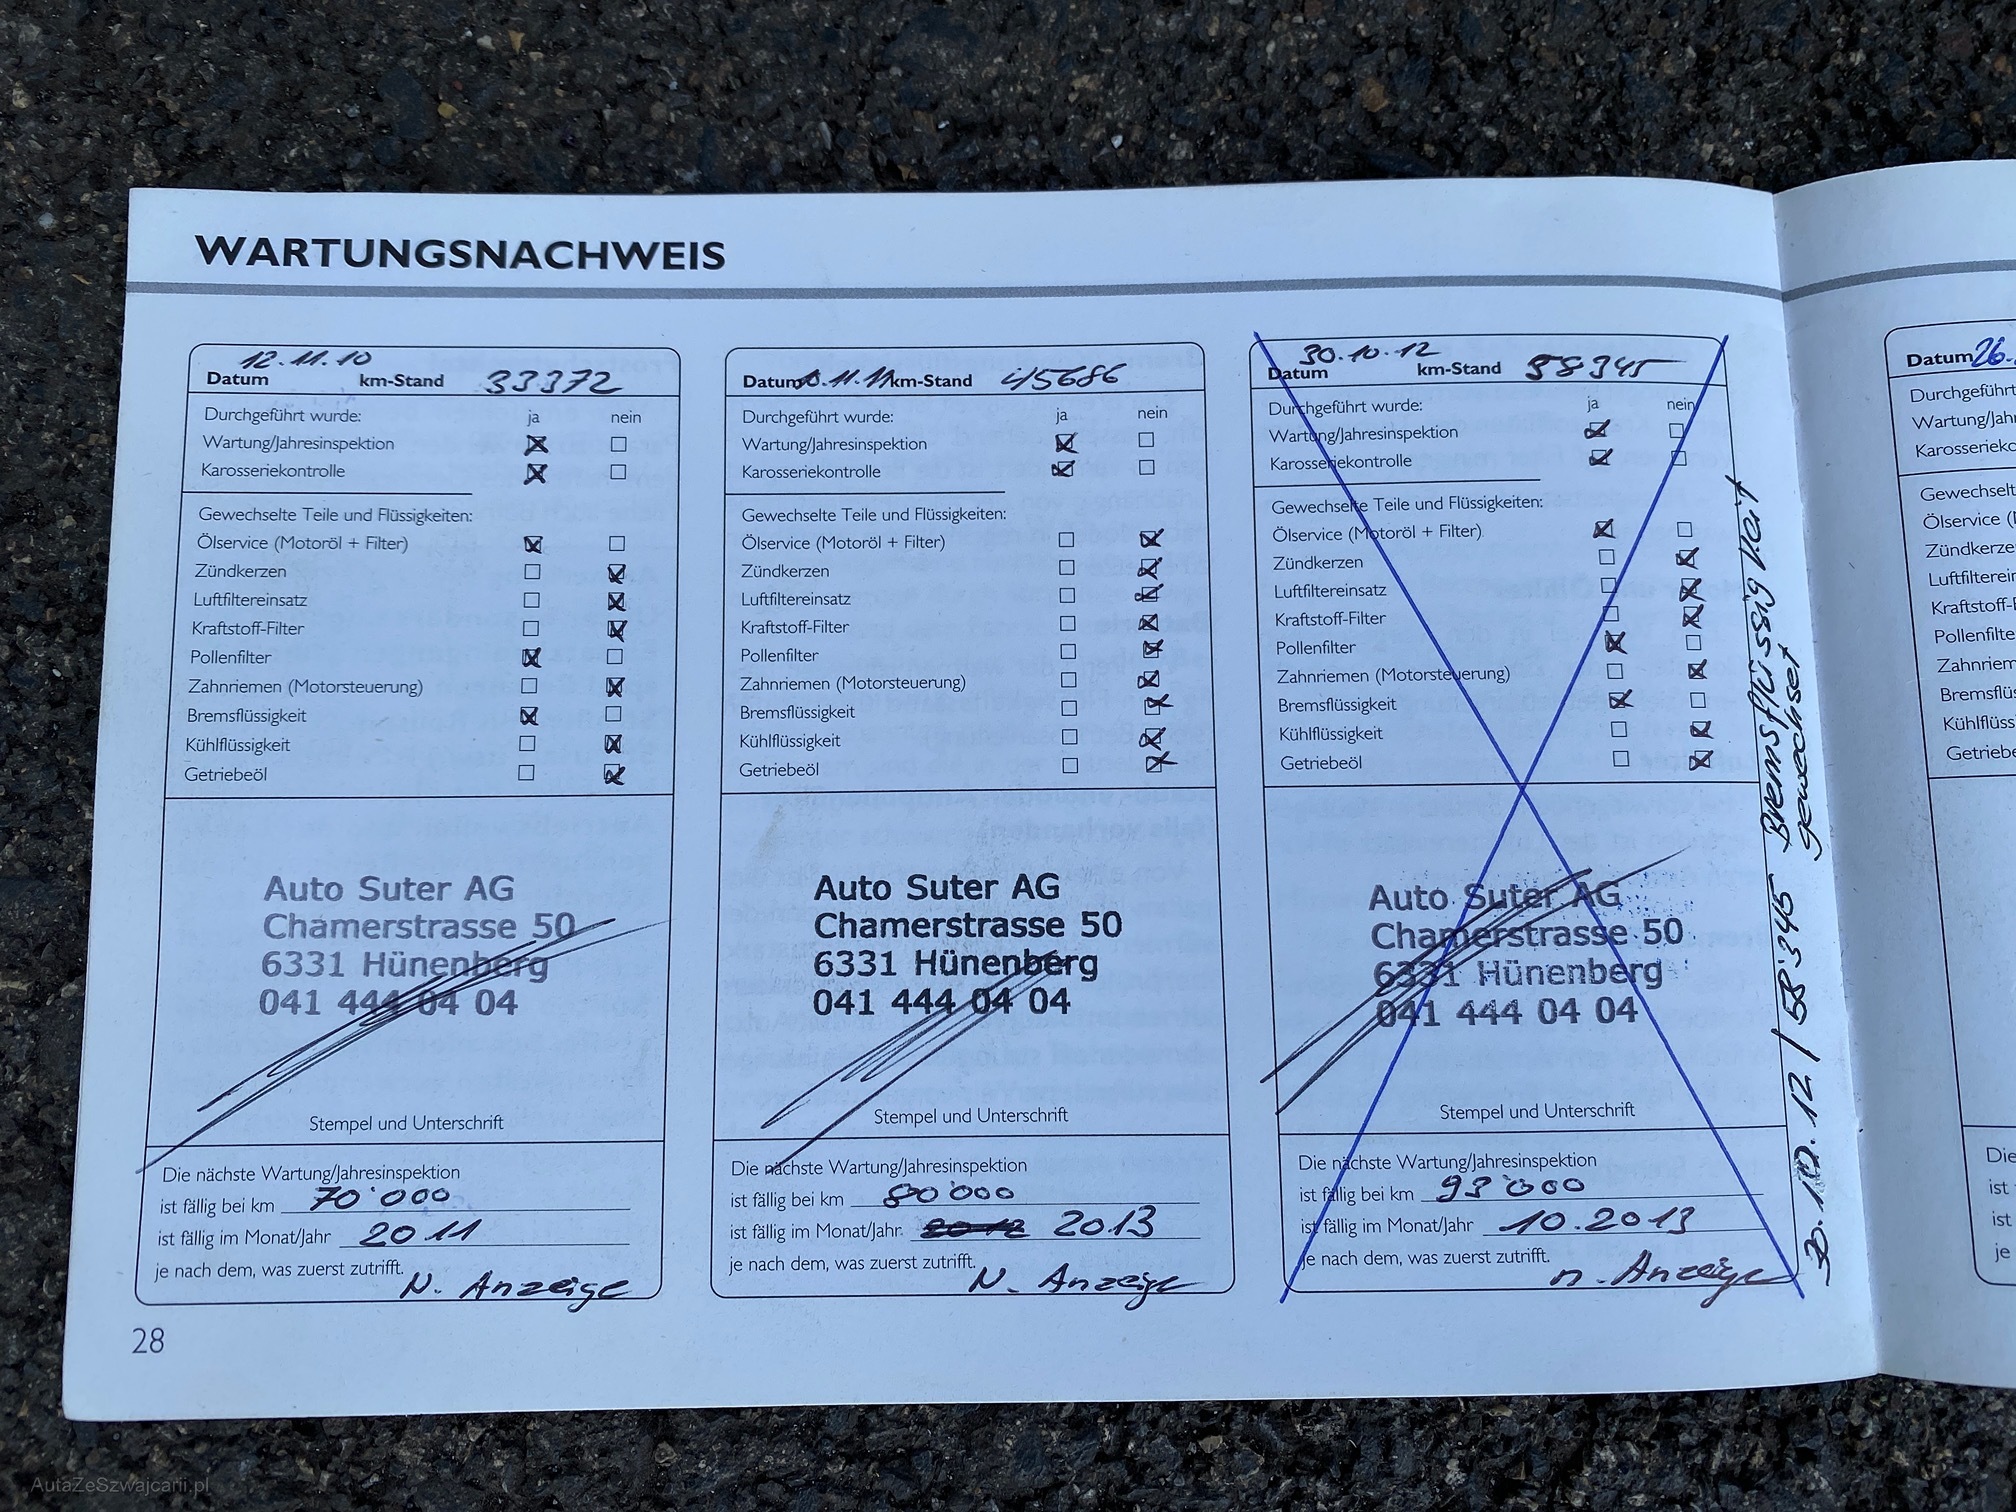 WARTUNGSNACHWEIS
12.11.10
Datum km-Stand 33372
Durchgeführt wurde: ja nein
Wartung/Jahresinspektion
Karosseriekontrolle
Gewechselte Teile und Flüssigkeiten:
Ölservice (Motoröl + Filter)
Zündkerzen
Luftfiltereinsatz
Kraftstoff-Filter
Pollenfilter
Zahnriemen (Motorsteuerung)
Bremsflüssigkeit
Kühlflüssigkeit
Getriebeöl
Auto Suter AG
Chamerstrasse 50
6331 Hünenberg
041 444 04 04
Stempel und Unterschrift
Die nächste Wartung/Jahresinspektion
ist fällig bei km 70'000
ist fällig im Monat/Jahr 2011
je nach dem, was zuerst zutrifft.
N. Anzeige
Datum km-Stand 45686
Durchgeführt wurde: ja nein
Wartung/Jahresinspektion
Karosseriekontrolle
Gewechselte Teile und Flüssigkeiten:
Ölservice (Motoröl + Filter)
Zündkerzen
Luftfiltereinsatz
Kraftstoff-Filter
Pollenfilter
Zahnriemen (Motorsteuerung)
Bremsflüssigkeit
Kühlflüssigkeit
Getriebeöl
Auto Suter AG
Chamerstrasse 50
6331 Hünenberg
041 444 04 04
Stempel und Unterschrift
Die nächste Wartung/Jahresinspektion
ist fällig bei km 80'000
ist fällig im Monat/Jahr 2012 2013
je nach dem, was zuerst zutrifft.
N. Anzeige
30.10.12
Datum km-Stand 58345
Durchgeführt wurde: ja nein
Wartung/Jahresinspektion
Karosseriekontrolle
Gewechselte Teile und Flüssigkeiten:
Ölservice (Motoröl + Filter)
Zündkerzen
Luftfiltereinsatz
Kraftstoff-Filter
Pollenfilter
Zahnriemen (Motorsteuerung)
Bremsflüssigkeit
Kühlflüssigkeit
Getriebeöl
Auto Suter AG
Chamerstrasse 50
6331 Hünenberg
041 444 04 04
Stempel und Unterschrift
Die nächste Wartung/Jahresinspektion
ist fällig bei km 93'000
ist fällig im Monat/Jahr 10.2013
je nach dem, was zuerst zutrifft.
n. Anzeige
30.10.12 / 58'345 Bremsflüssigkeit
gewechselt
28
Datum 26.
Durchgeführt
Wartung/
Gewechselte
Ölservice
Die
ist
ist
je
AutaZeSzwajcarii.pl